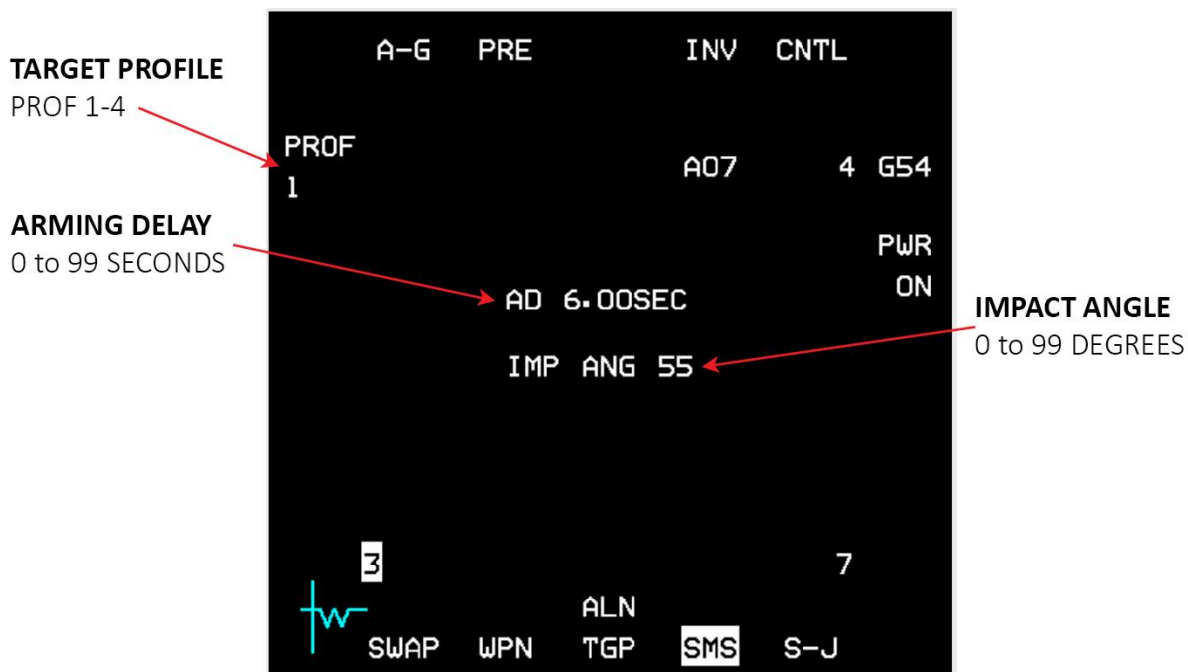 A-G PRE INV CNTL
TARGET PROFILE
PROF 1-4
PROF
1
A07 4 G54
ARMING DELAY
0 to 99 SECONDS
PWR
ON
AD 6.00SEC
IMPACT ANGLE
0 to 99 DEGREES
IMP ANG 55
3 7
ALN
SWAP WPN TGP SMS S-J